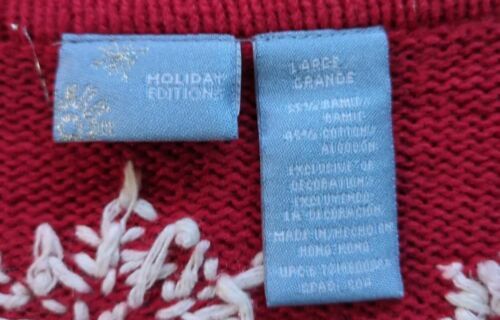 HOLIDAY
EDITIONS
LARGE
GRANDE
55% RAMIE/
RAMIE
45% COTTON/
ALGODON
EXCLUSIVE OF
DECORATION/
EXCLUYENDO
LA DECORACION
MADE IN/HECHO EN
HONG KONG